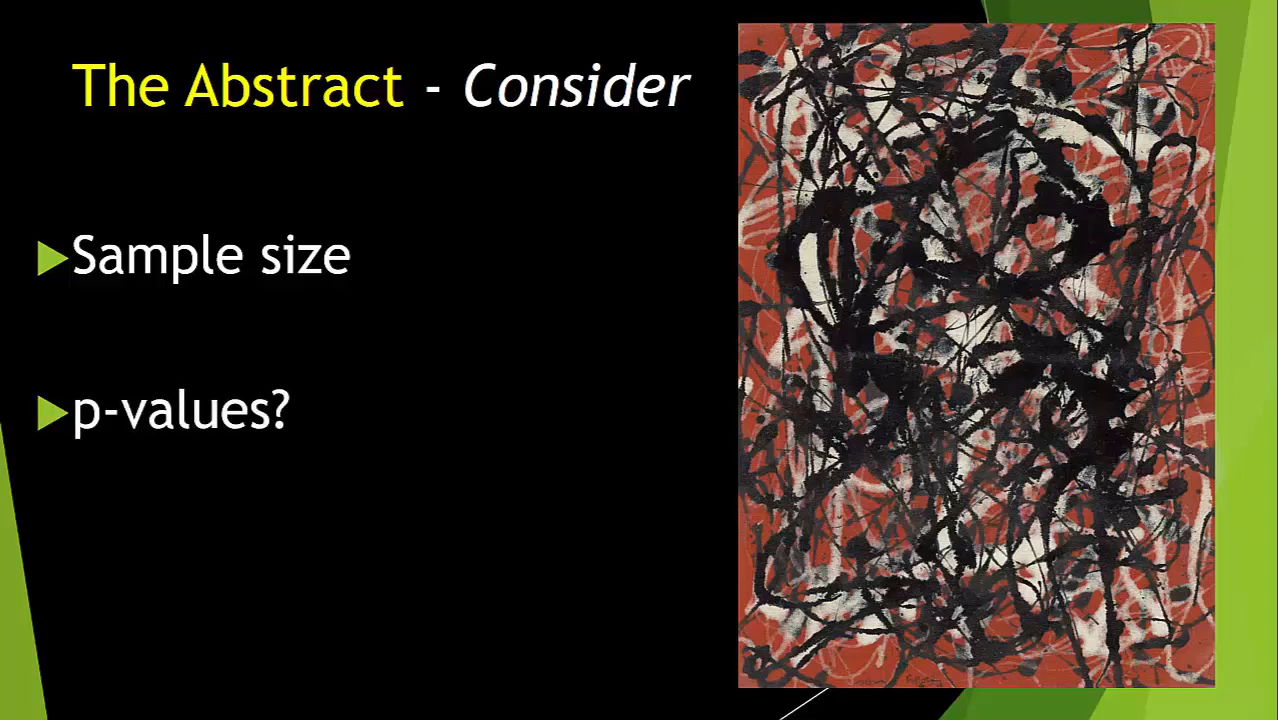 The Abstract - Consider
Sample size
p-values?